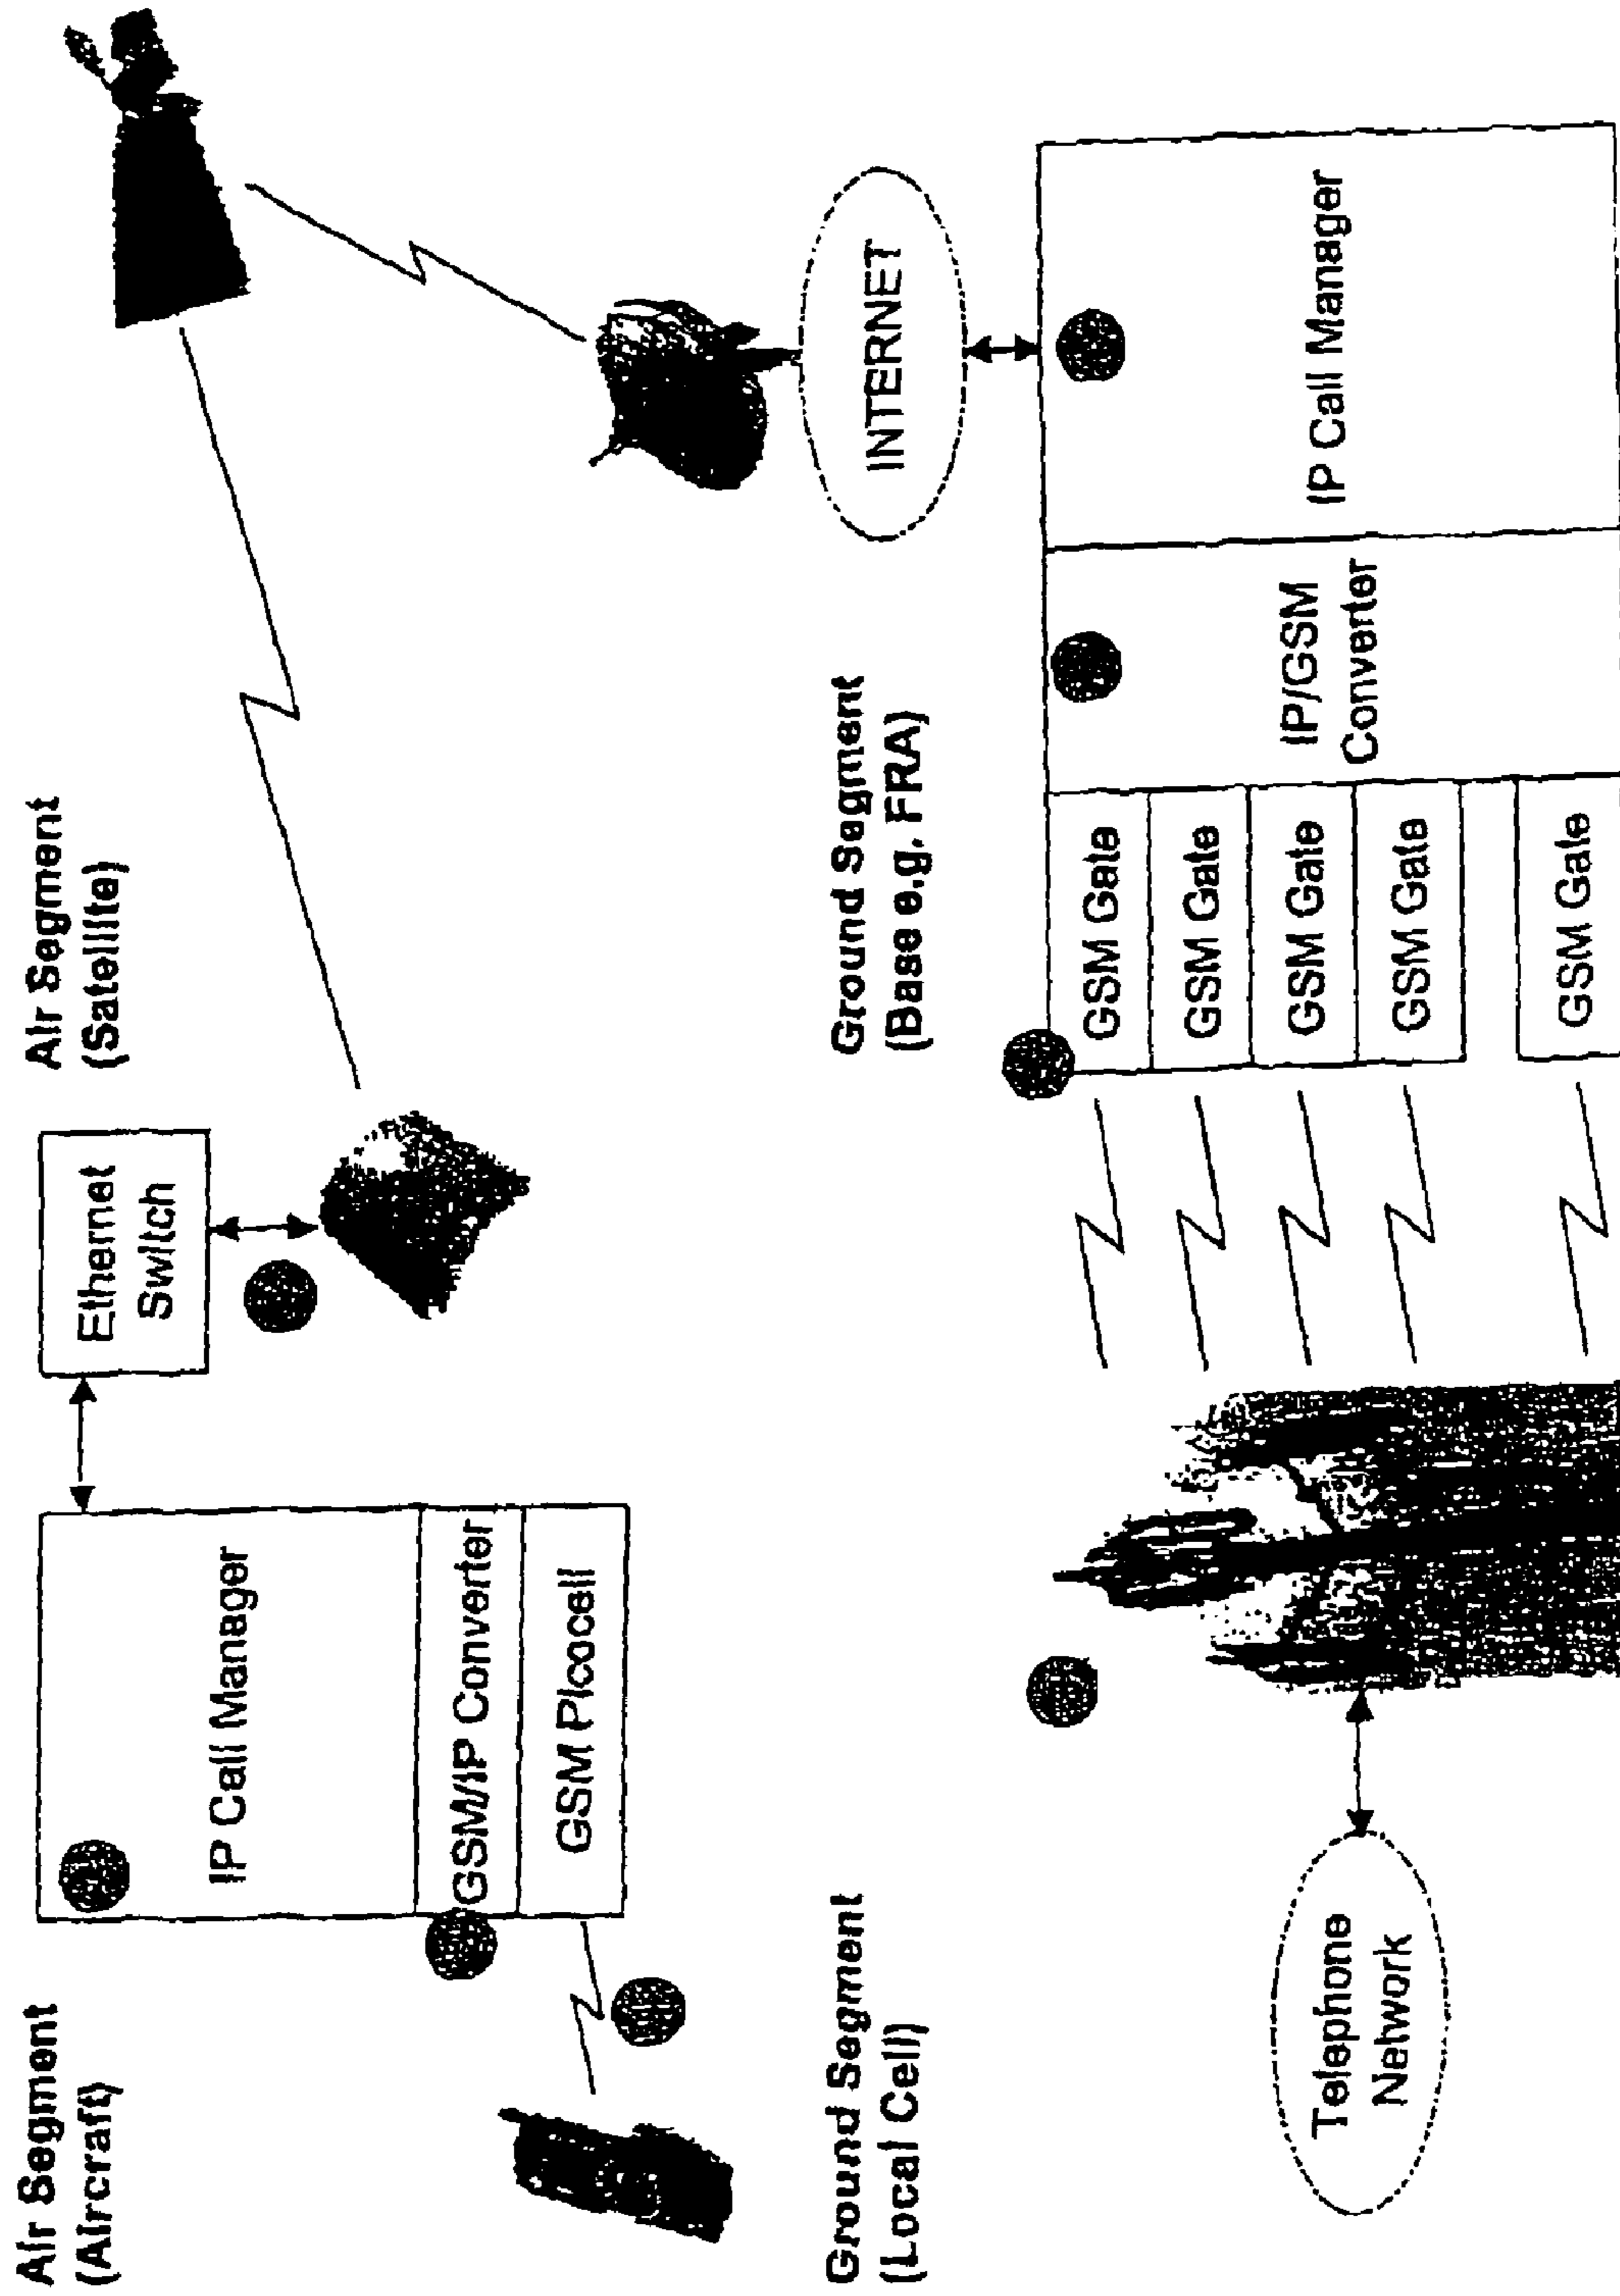 Air Segment
(Aircraft)
IP Call Manager
GSM/IP Converter
GSM Picocell
Ethernet
Switch
Air Segment
(Satellite)
Ground Segment
(Local Cell)
Telephone
Network
Ground Segment
(Base e.g. FRA)
GSM Gate
GSM Gate
GSM Gate
GSM Gate
GSM Gate
IP/GSM
Converter
IP Call Manager
INTERNET